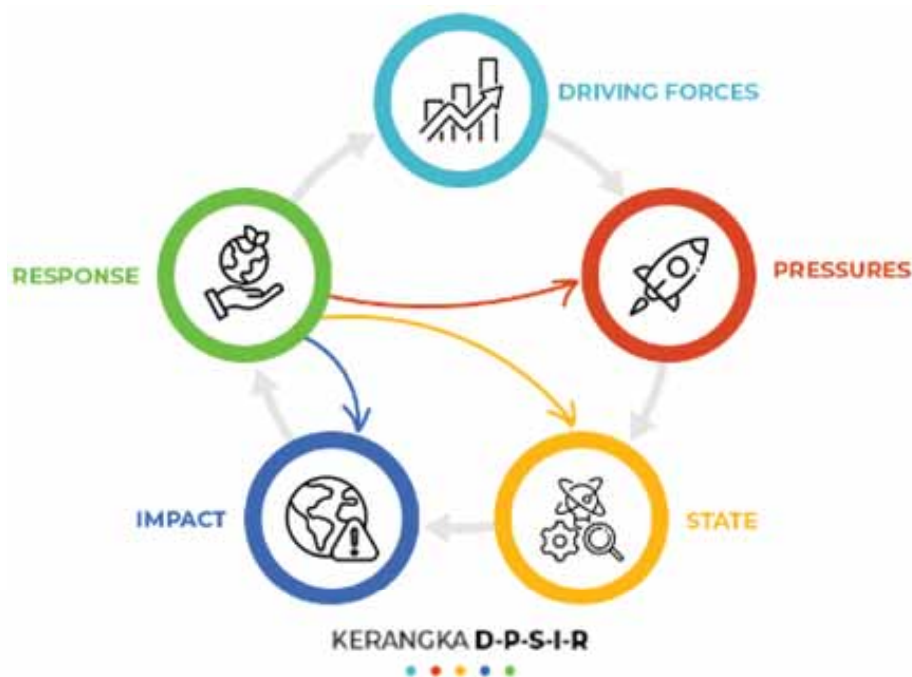 DRIVING FORCES
RESPONSE
PRESSURES
IMPACT
STATE
KERANGKA D-P-S-I-R